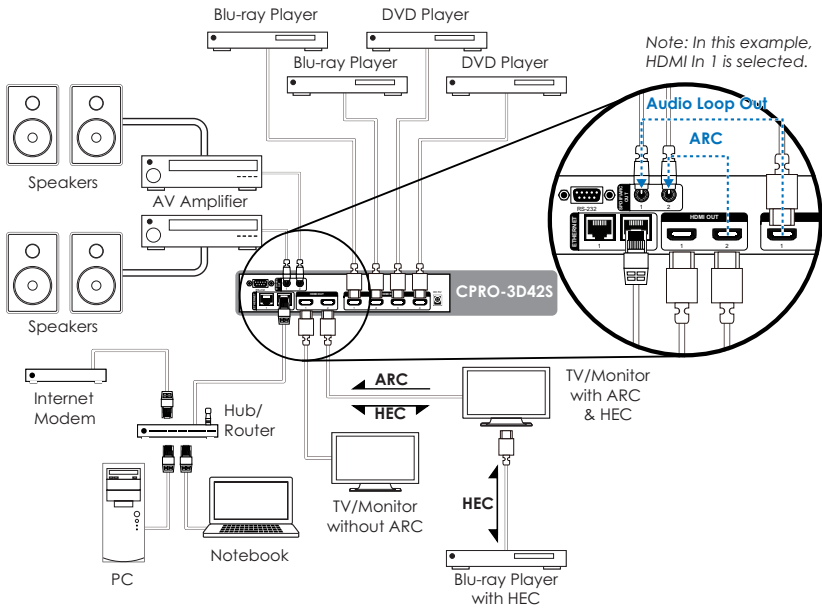 Blu-ray Player
DVD Player
Blu-ray Player
DVD Player
Note: In this example,
HDMI In 1 is selected.
Audio Loop Out
ARC
Speakers
AV Amplifier
RS-232
OUT
1
2
HDMI OUT
ETHERNET
1
1
2
1
CPRO-3D42S
Speakers
ARC
HEC
TV/Monitor
with ARC
& HEC
Internet
Modem
Hub/
Router
TV/Monitor
without ARC
HEC
Notebook
PC
Blu-ray Player
with HEC